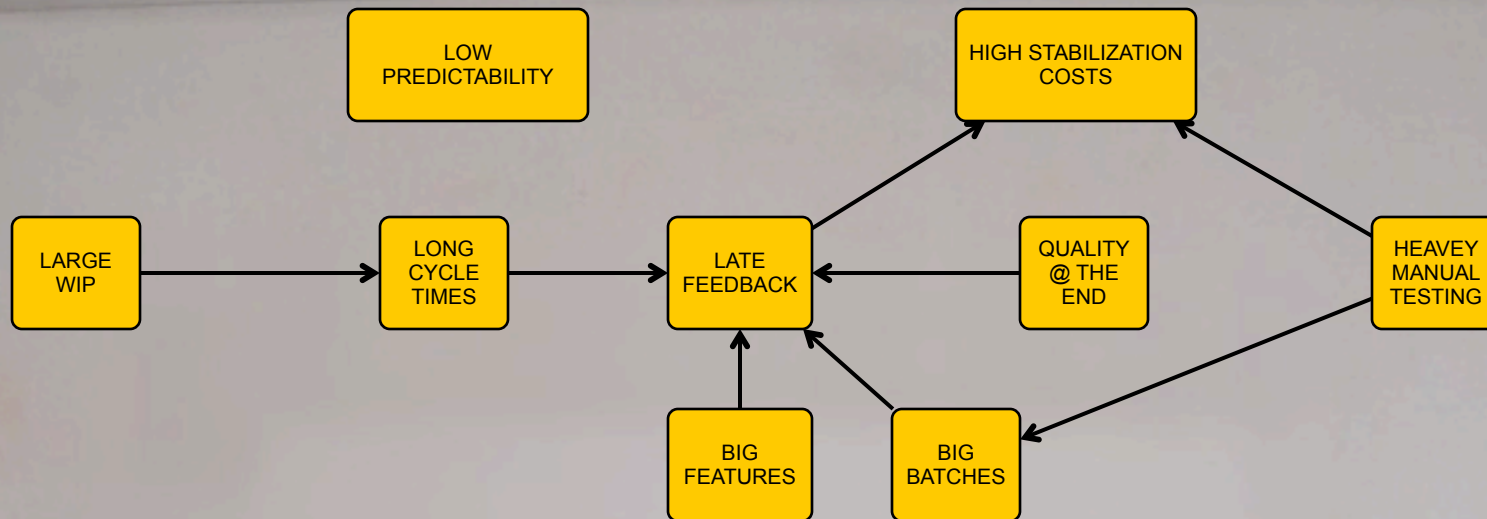 LOW
PREDICTABILITY
HIGH STABILIZATION
COSTS
LARGE
WIP
LONG
CYCLE
TIMES
LATE
FEEDBACK
QUALITY
@ THE
END
HEAVEY
MANUAL
TESTING
BIG
FEATURES
BIG
BATCHES